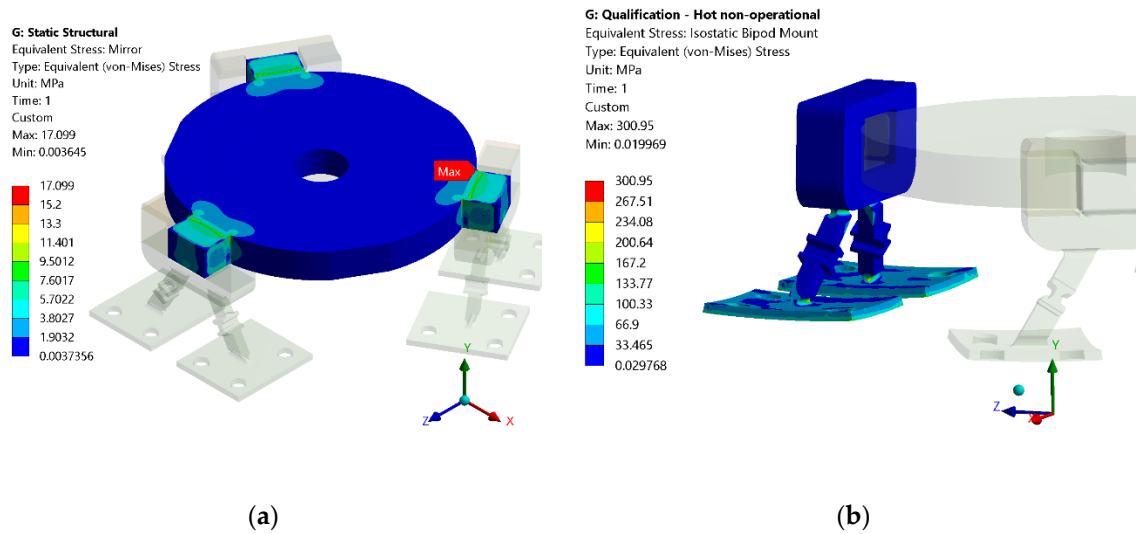 G: Static Structural
Equivalent Stress: Mirror
Type: Equivalent (von-Mises) Stress
Unit: MPa
Time: 1
Custom
Max: 17.099
Min: 0.003645
17.099
15.2
13.3
11.401
9.5012
7.6017
5.7022
3.8027
1.9032
0.0037356
Max
Y
Z
X
(a)
G: Qualification - Hot non-operational
Equivalent Stress: Isostatic Bipod Mount
Type: Equivalent (von-Mises) Stress
Unit: MPa
Time: 1
Custom
Max: 300.95
Min: 0.019969
300.95
267.51
234.08
200.64
167.2
133.77
100.33
66.9
33.465
0.029768
Y
Z
X
(b)